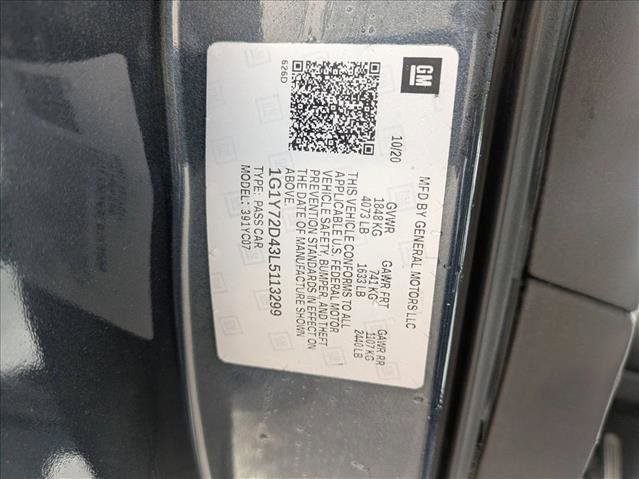 GM
MFD BY GENERAL MOTORS LLC
10/20
GVWR GAWR FRT GAWR RR
1848 KG 741 KG 1107 KG
4073 LB 1633 LB 2440 LB
THIS VEHICLE CONFORMS TO ALL
APPLICABLE U.S. FEDERAL MOTOR
VEHICLE SAFETY, BUMPER, AND THEFT
PREVENTION STANDARDS IN EFFECT ON
THE DATE OF MANUFACTURE SHOWN
ABOVE.
1G1Y72D43L5113299
TYPE: PASS CAR
MODEL: 391YC07
626D